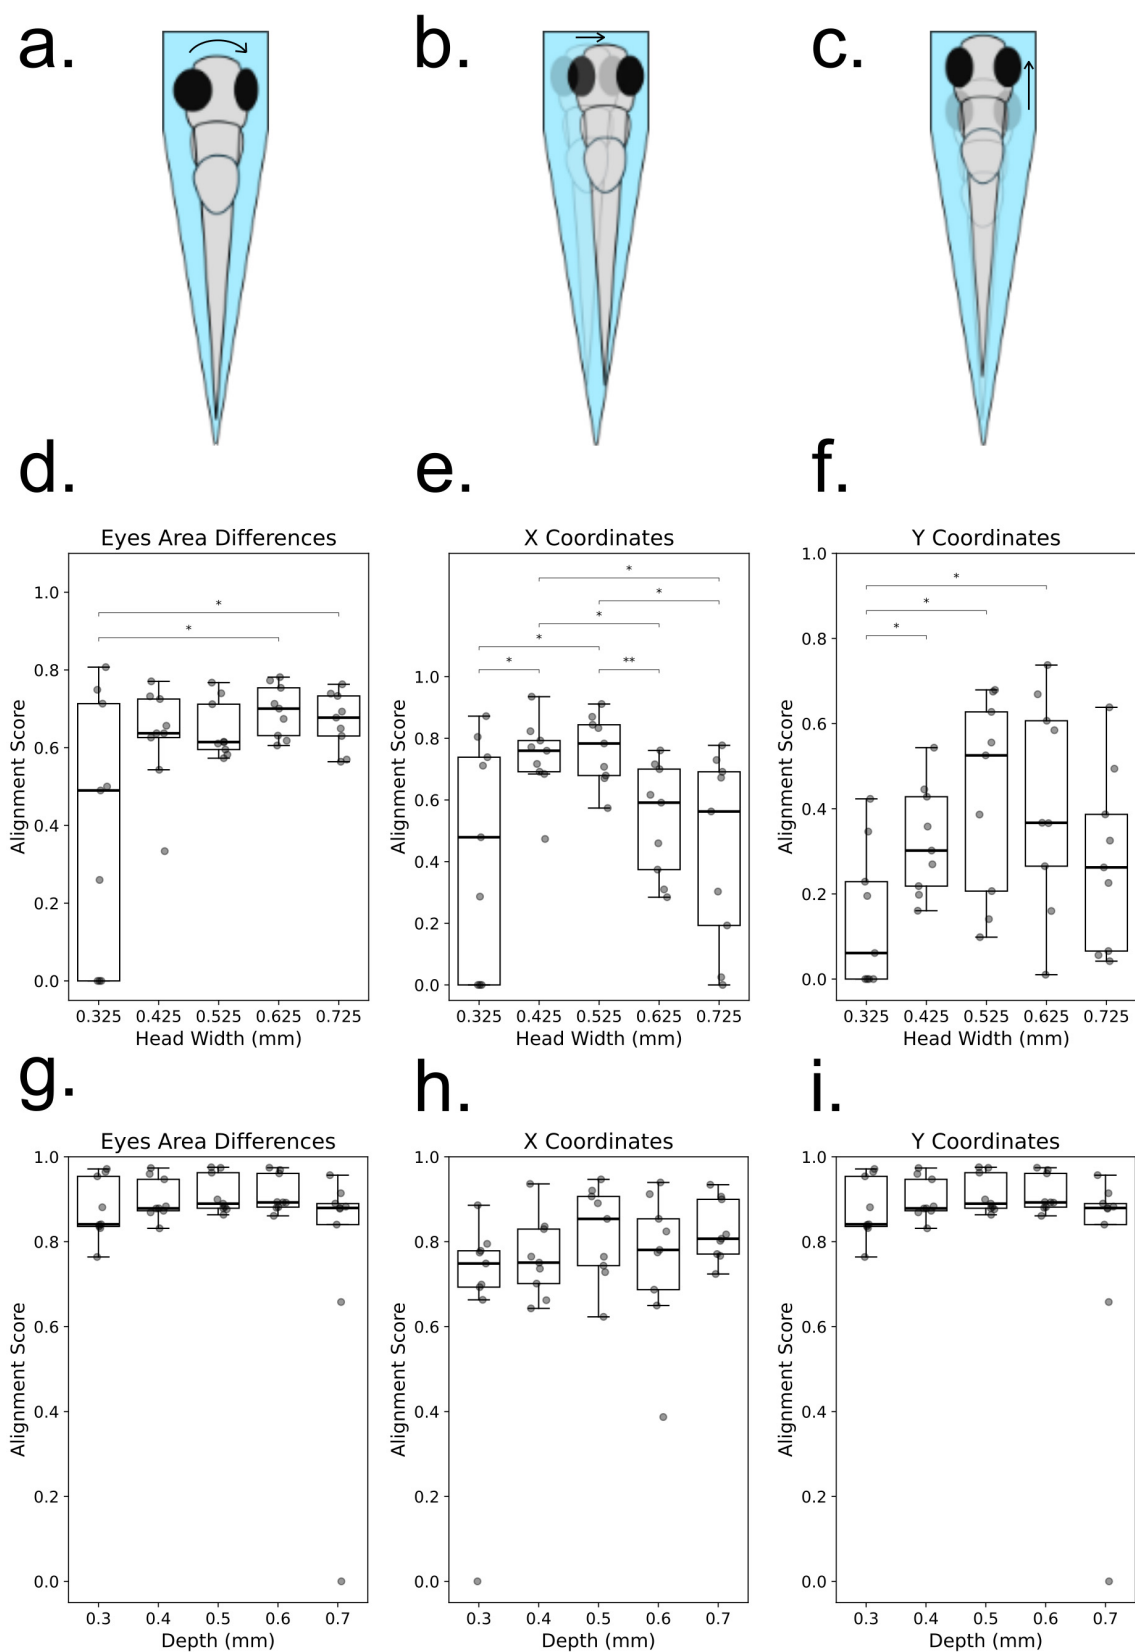 a. b. c.
d. e. f.
Eyes Area Differences X Coordinates Y Coordinates
* * ** * * * * * * * *
Alignment Score
1.0
0.8
0.6
0.4
0.2
0.0
0.325 0.425 0.525 0.625 0.725
Head Width (mm)
Alignment Score
1.0
0.8
0.6
0.4
0.2
0.0
0.325 0.425 0.525 0.625 0.725
Head Width (mm)
Alignment Score
1.0
0.8
0.6
0.4
0.2
0.0
0.325 0.425 0.525 0.625 0.725
Head Width (mm)
g. h. i.
Eyes Area Differences X Coordinates Y Coordinates
Alignment Score
1.0
0.8
0.6
0.4
0.2
0.0
0.3 0.4 0.5 0.6 0.7
Depth (mm)
Alignment Score
1.0
0.8
0.6
0.4
0.2
0.0
0.3 0.4 0.5 0.6 0.7
Depth (mm)
Alignment Score
1.0
0.8
0.6
0.4
0.2
0.0
0.3 0.4 0.5 0.6 0.7
Depth (mm)